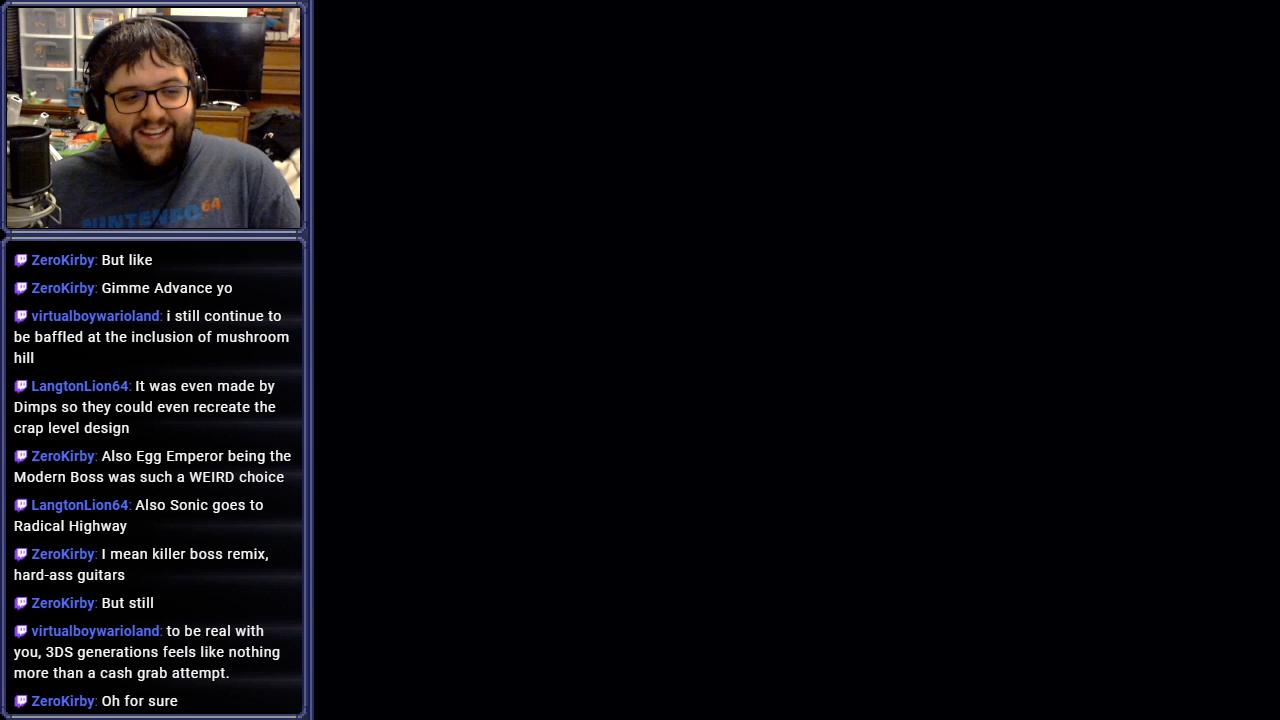 NINTENDO 64
ZeroKirby: But like
ZeroKirby: Gimme Advance yo
virtualboywarioland: i still continue to
be baffled at the inclusion of mushroom
hill
LangtonLion64: It was even made by
Dimps so they could even recreate the
crap level design
ZeroKirby: Also Egg Emperor being the
Modern Boss was such a WEIRD choice
LangtonLion64: Also Sonic goes to
Radical Highway
ZeroKirby: I mean killer boss remix,
hard-ass guitars
ZeroKirby: But still
virtualboywarioland: to be real with
you, 3DS generations feels like nothing
more than a cash grab attempt.
ZeroKirby: Oh for sure